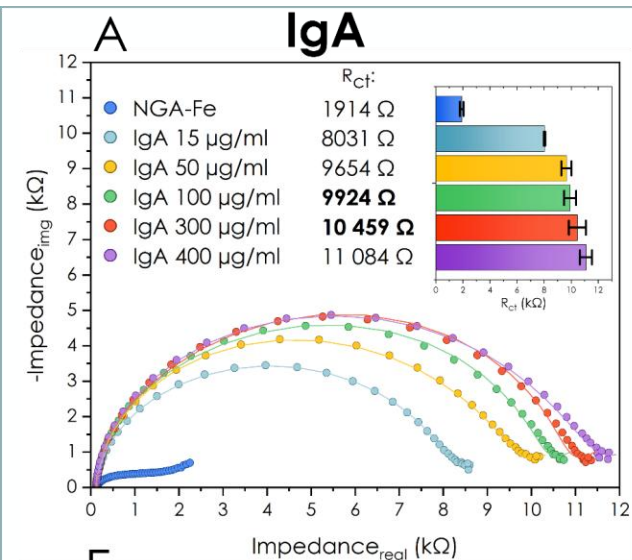 A
IgA
R_ct:
NGA-Fe 1914 Ω
IgA 15 µg/ml 8031 Ω
IgA 50 µg/ml 9654 Ω
IgA 100 µg/ml 9924 Ω
IgA 300 µg/ml 10 459 Ω
IgA 400 µg/ml 11 084 Ω
0 2 4 6 8 10 12
R_ct (kΩ)
-Impedance_img (kΩ)
12
11
10
9
8
7
6
5
4
3
2
1
0
0 1 2 3 4 5 6 7 8 9 10 11 12
Impedance_real (kΩ)